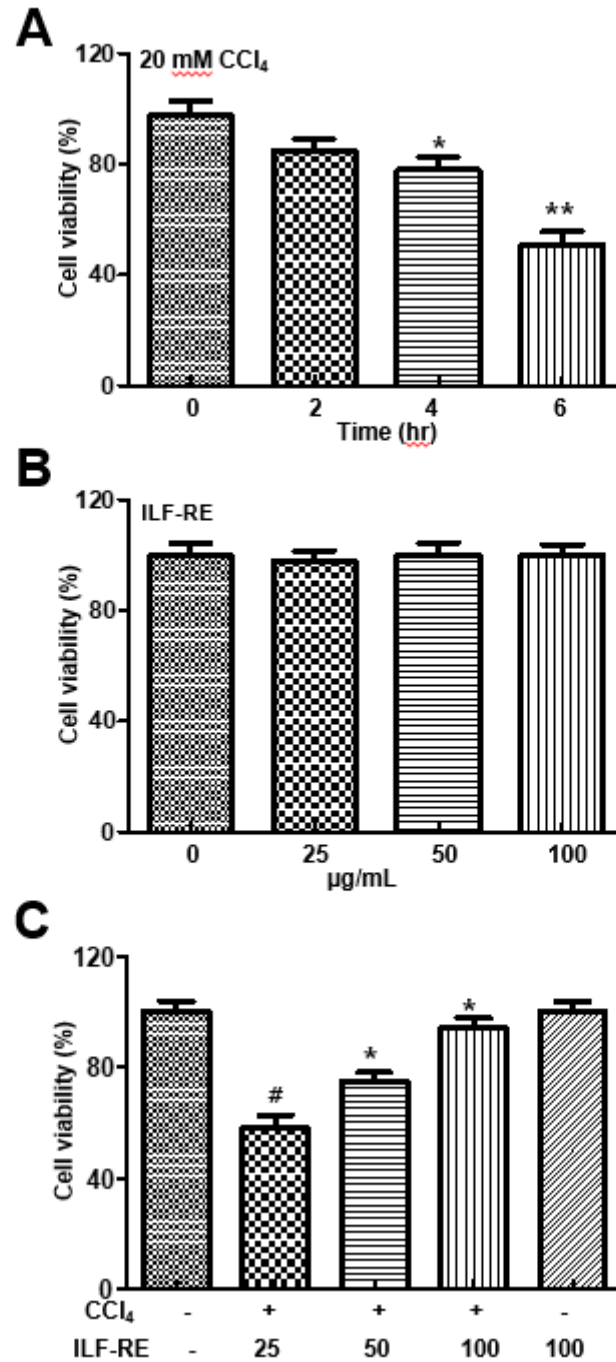 A
20 mM CCl₄
120
80
40
0
Cell viability (%)
*
**
0 2 4 6
Time (hr)
B
ILF-RE
120
80
40
0
Cell viability (%)
0 25 50 100
µg/mL
C
120
80
40
0
Cell viability (%)
#
*
*
CCl₄ - + + + -
ILF-RE - 25 50 100 100